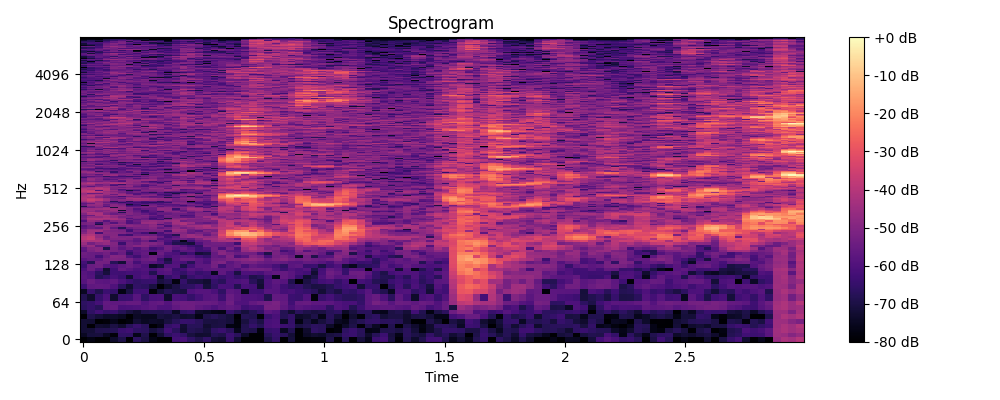 Spectrogram
Hz
4096
2048
1024
512
256
128
64
0
0
0.5
1
1.5
2
2.5
Time
+0 dB
-10 dB
-20 dB
-30 dB
-40 dB
-50 dB
-60 dB
-70 dB
-80 dB